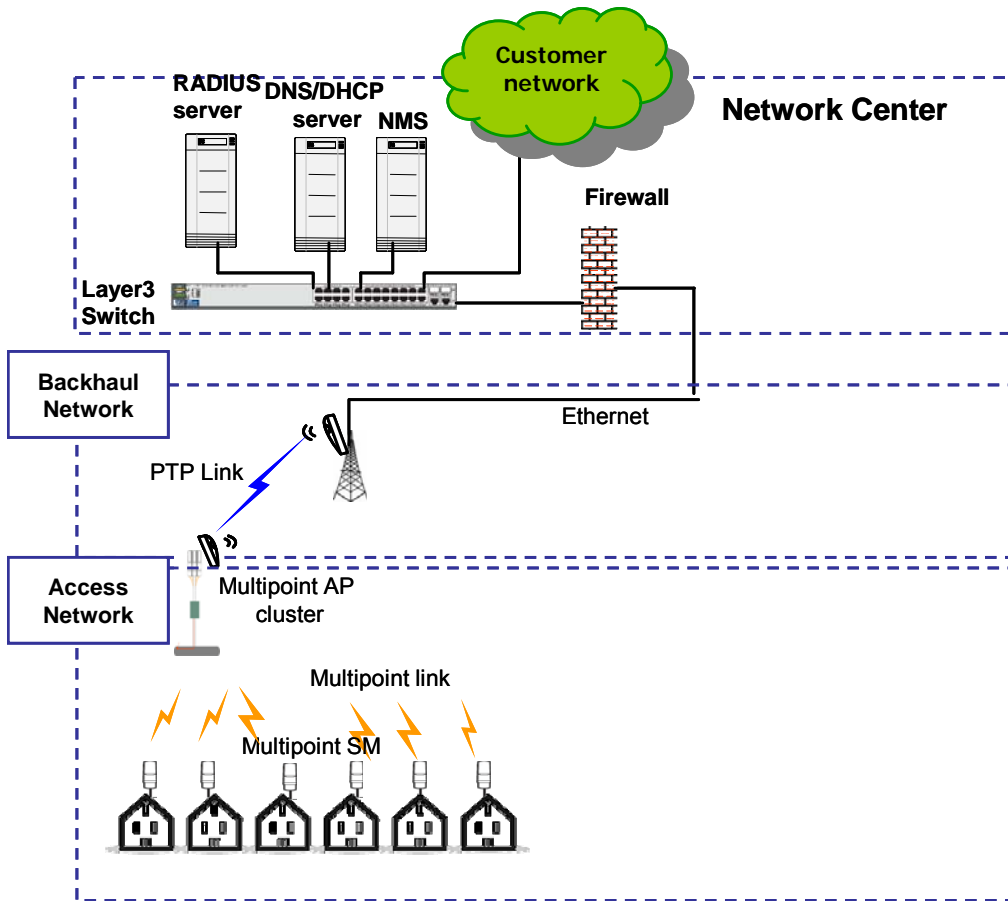 Customer
network
RADIUS
server
DNS/DHCP
server
NMS
Network Center
Firewall
Layer3
Switch
Backhaul
Network
Ethernet
PTP Link
Access
Network
Multipoint AP
cluster
Multipoint link
Multipoint SM